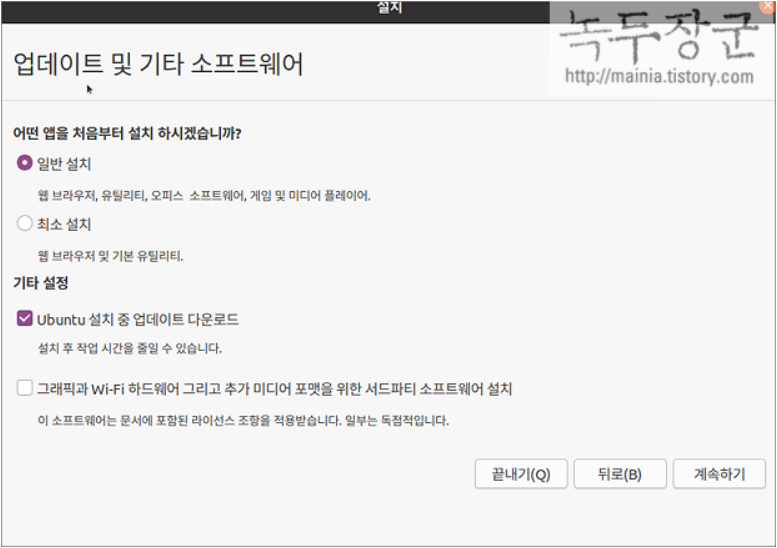 설치
녹두장군
http://mainia.tistory.com
업데이트 및 기타 소프트웨어
어떤 앱을 처음부터 설치 하시겠습니까?
일반 설치
웹 브라우저, 유틸리티, 오피스 소프트웨어, 게임 및 미디어 플레이어.
최소 설치
웹 브라우저 및 기본 유틸리티.
기타 설정
Ubuntu 설치 중 업데이트 다운로드
설치 후 작업 시간을 줄일 수 있습니다.
그래픽과 Wi-Fi 하드웨어 그리고 추가 미디어 포맷을 위한 서드파티 소프트웨어 설치
이 소프트웨어는 문서에 포함된 라이선스 조항을 적용받습니다. 일부는 독점적입니다.
끝내기(Q) 뒤로(B) 계속하기